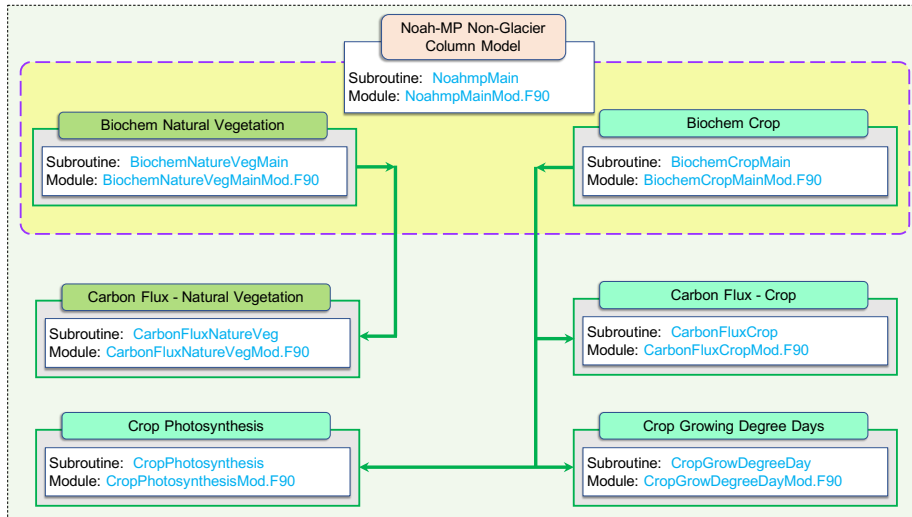 Noah-MP Non-Glacier
Column Model
Subroutine: NoahmpMain
Module: NoahmpMainMod.F90
Biochem Natural Vegetation
Subroutine: BiochemNatureVegMain
Module: BiochemNatureVegMainMod.F90
Biochem Crop
Subroutine: BiochemCropMain
Module: BiochemCropMainMod.F90
Carbon Flux - Natural Vegetation
Subroutine: CarbonFluxNatureVeg
Module: CarbonFluxNatureVegMod.F90
Carbon Flux - Crop
Subroutine: CarbonFluxCrop
Module: CarbonFluxCropMod.F90
Crop Photosynthesis
Subroutine: CropPhotosynthesis
Module: CropPhotosynthesisMod.F90
Crop Growing Degree Days
Subroutine: CropGrowDegreeDay
Module: CropGrowDegreeDayMod.F90